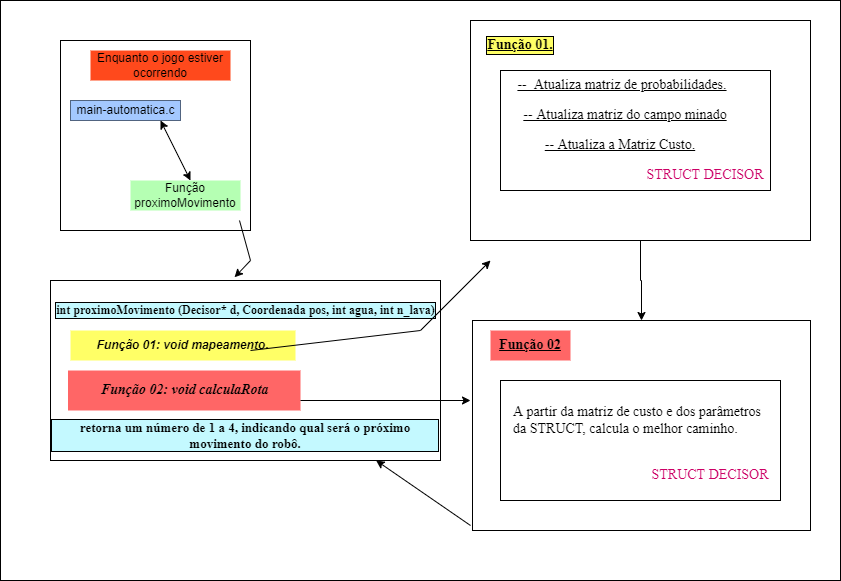 Enquanto o jogo estiver
ocorrendo
main-automatica.c
Função
proximoMovimento
int proximoMovimento (Decisor* d, Coordenada pos, int agua, int n_lava)
Função 01: void mapeamento.
Função 02: void calculaRota
retorna um número de 1 a 4, indicando qual será o próximo
movimento do robô.
Função 01.
-- Atualiza matriz de probabilidades.
-- Atualiza matriz do campo minado
-- Atualiza a Matriz Custo.
STRUCT DECISOR
Função 02
A partir da matriz de custo e dos parâmetros
da STRUCT, calcula o melhor caminho.
STRUCT DECISOR